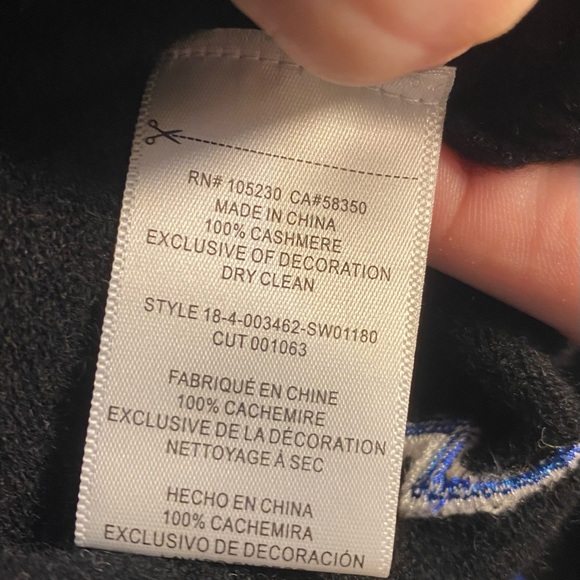 RN# 105230 CA#58350
MADE IN CHINA
100% CASHMERE
EXCLUSIVE OF DECORATION
DRY CLEAN
STYLE 18-4-003462-SW01180
CUT 001063
FABRIQUÉ EN CHINE
100% CACHEMIRE
EXCLUSIVE DE LA DÉCORATION
NETTOYAGE À SEC
HECHO EN CHINA
100% CACHEMIRA
EXCLUSIVO DE DECORACIÓN